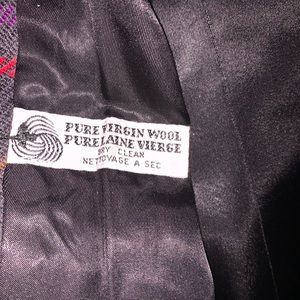 PURE VIRGIN WOOL
PURE LAINE VIERGE
DRY CLEAN
NETTOYAGE A SEC